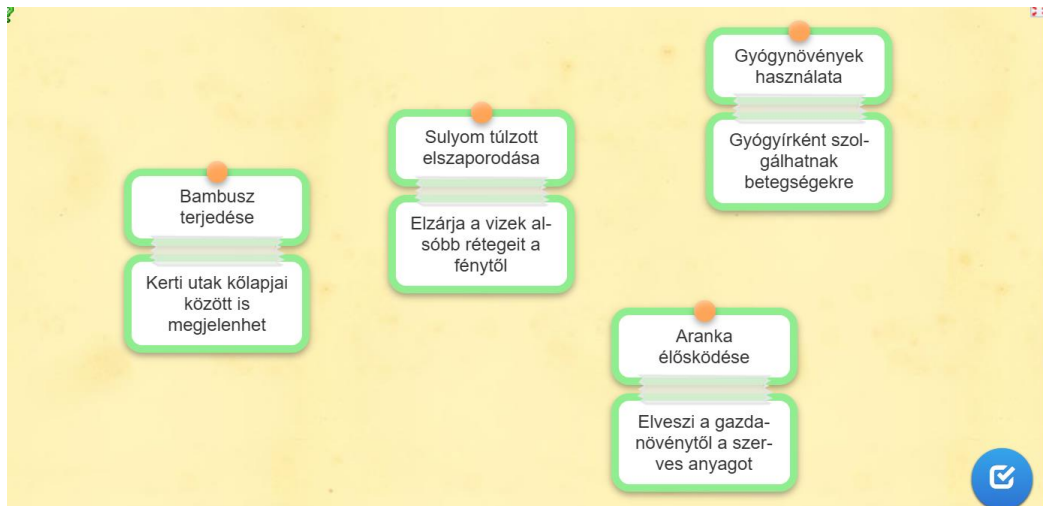 Bambusz
terjedése
Kerti utak kőlapjai
között is
megjelenhet
Sulyom túlzott
elszaporodása
Elzárja a vizek al-
sóbb rétegeit a
fénytől
Gyógynövények
használata
Gyógyírként szol-
gálhatnak
betegségekre
Aranka
élősködése
Elveszi a gazda-
növénytől a szer-
ves anyagot